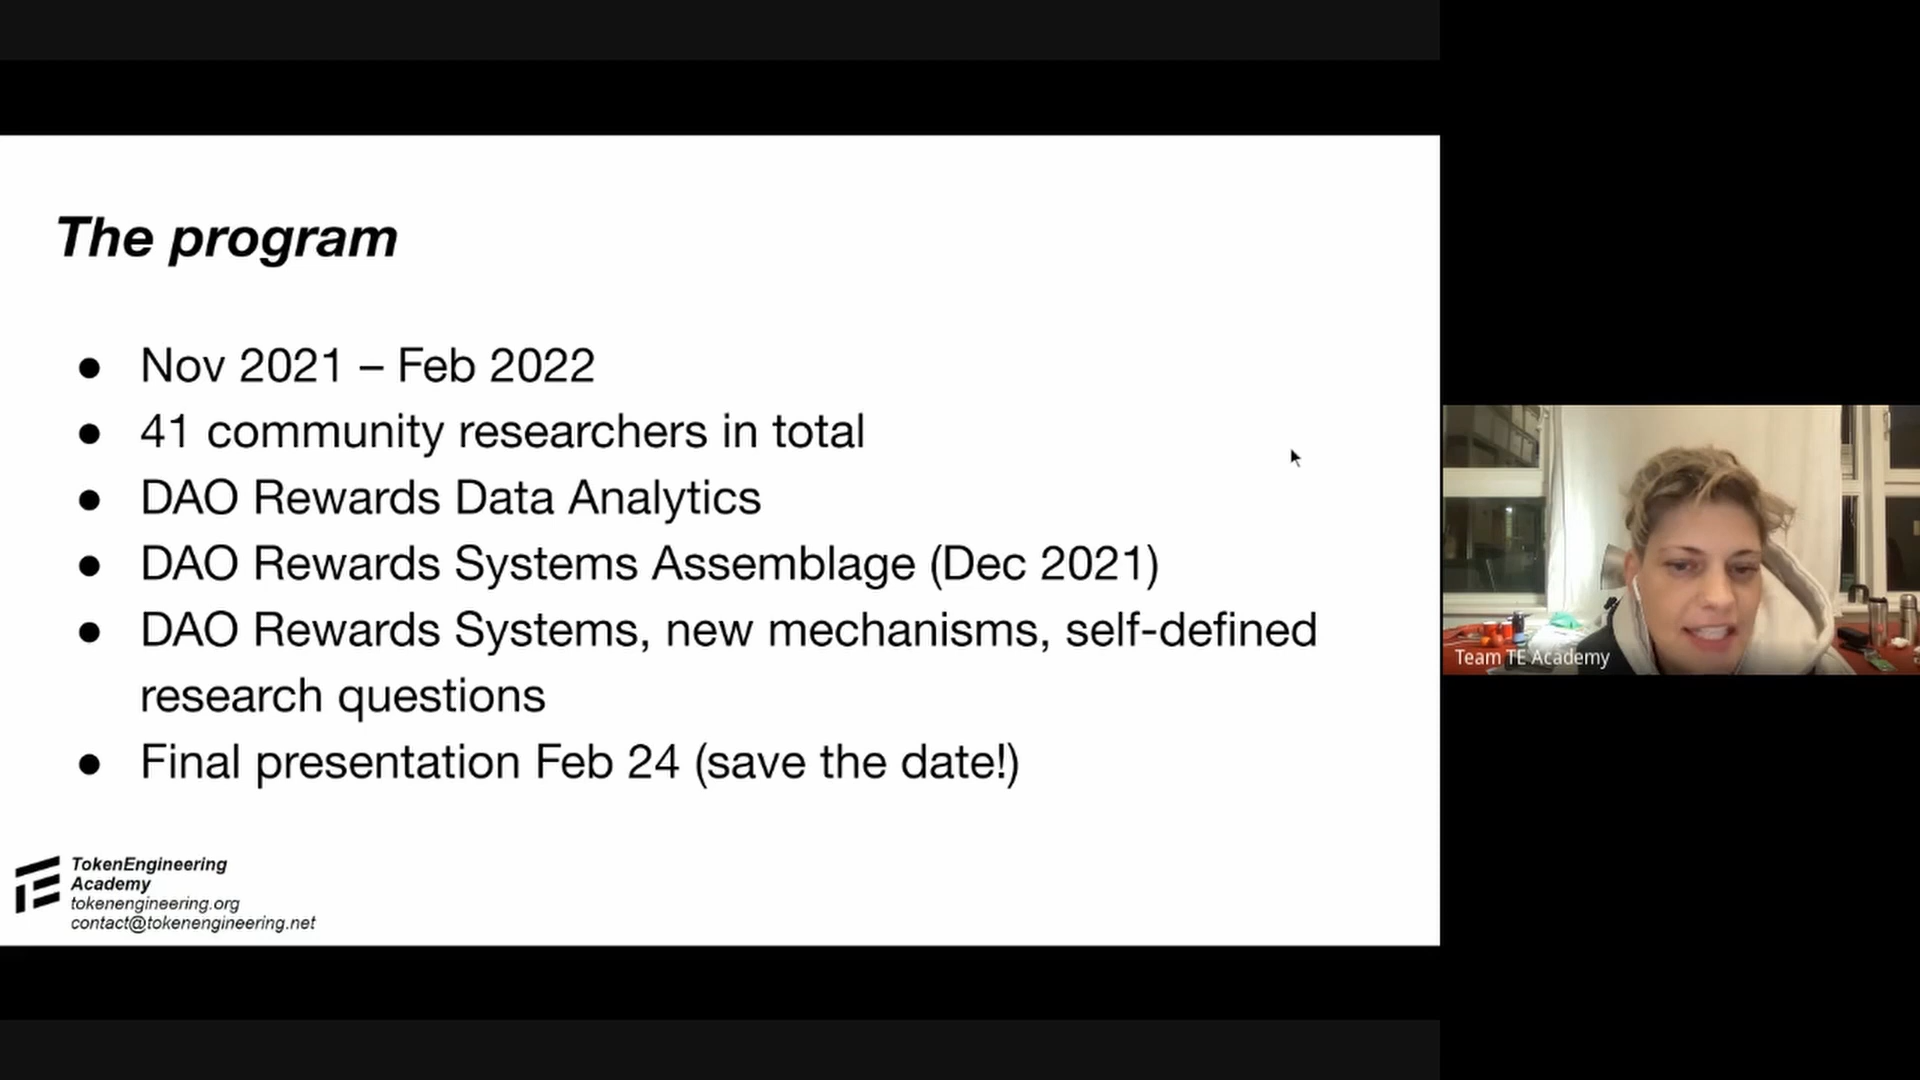 The program
● Nov 2021 – Feb 2022
● 41 community researchers in total
● DAO Rewards Data Analytics
● DAO Rewards Systems Assemblage (Dec 2021)
● DAO Rewards Systems, new mechanisms, self-defined
research questions
● Final presentation Feb 24 (save the date!)
TokenEngineering
Academy
tokenengineering.org
contact@tokenengineering.net
Team TE Academy